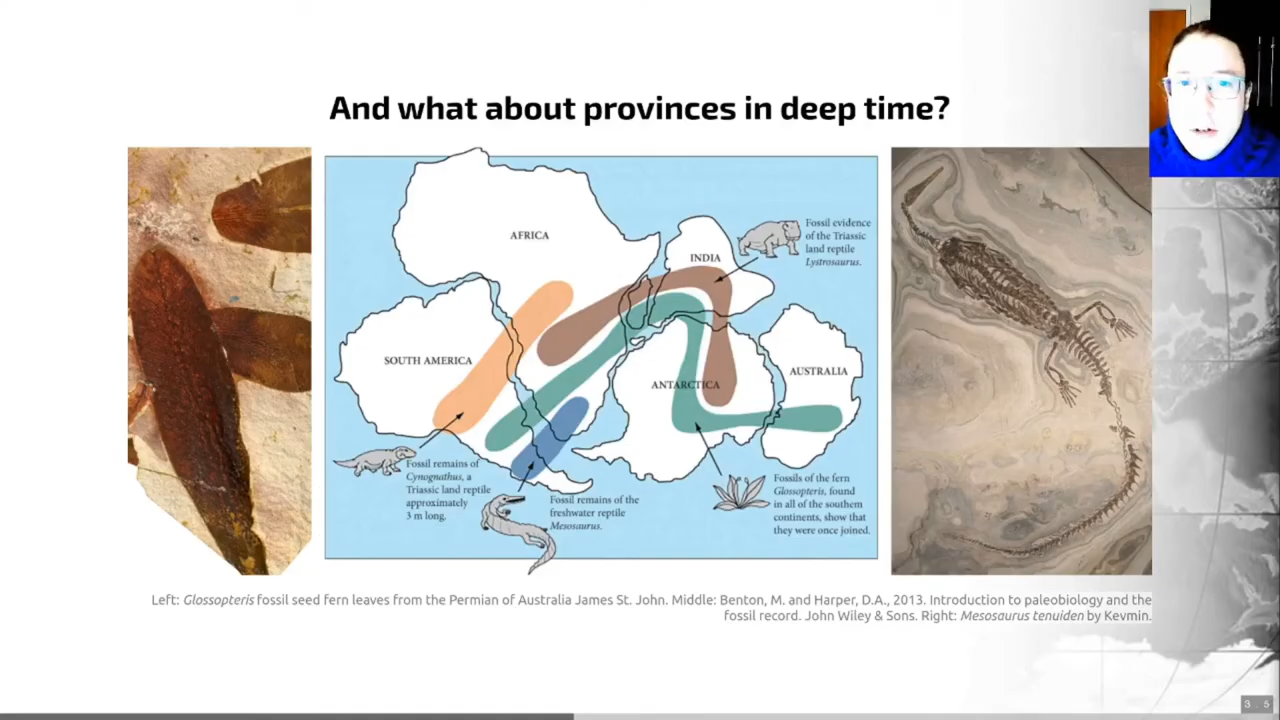 And what about provinces in deep time?
AFRICA
INDIA
Fossil evidence
of the Triassic
land reptile
Lystrosaurus.
SOUTH AMERICA
ANTARCTICA
AUSTRALIA
Fossil remains of
Cynognathus, a
Triassic land reptile
approximately
3 m long.
Fossil remains of the
freshwater reptile
Mesosaurus.
Fossils of the fern
Glossopteris, found
in all of the southern
continents, show that
they were once joined.
Left: Glossopteris fossil seed fern leaves from the Permian of Australia James St. John. Middle: Benton, M. and Harper, D.A., 2013. Introduction to paleobiology and the
fossil record. John Wiley & Sons. Right: Mesosaurus tenuiden by Kevmin.
3 . 5